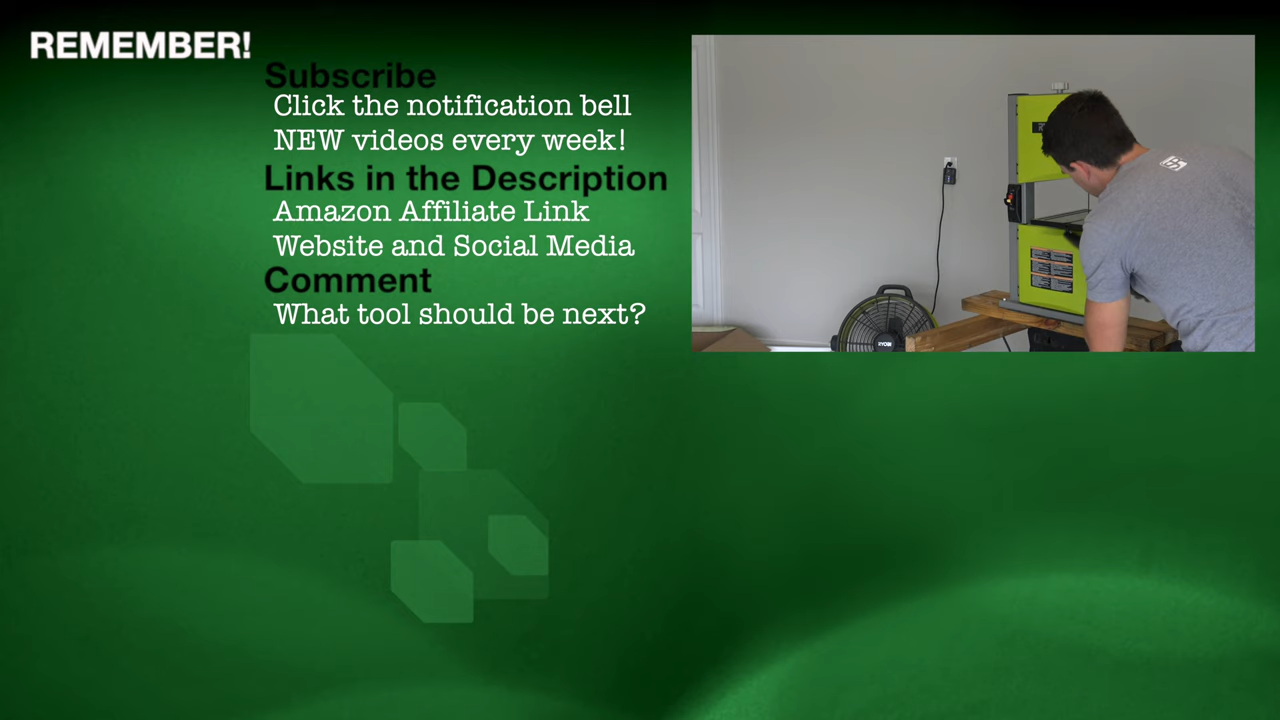 REMEMBER!
Subscribe
Click the notification bell
NEW videos every week!
Links in the Description
Amazon Affiliate Link
Website and Social Media
Comment
What tool should be next?
RYOBI